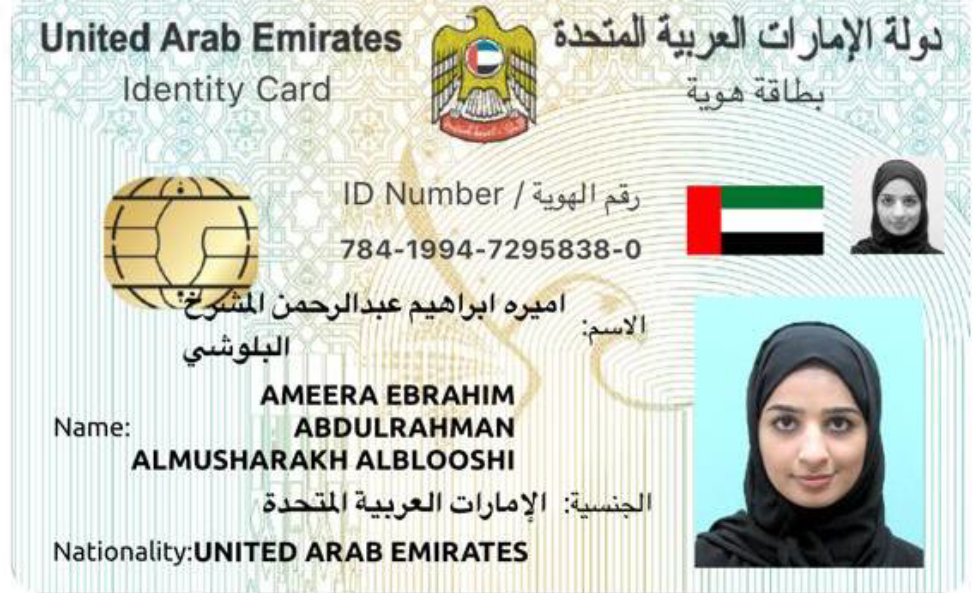 United Arab Emirates
دولة الإمارات العربية المتحدة
Identity Card
بطاقة هوية
ID Number / رقم الهوية
784-1994-7295838-0
الاسم: اميره ابراهيم عبدالرحمن المشرخ
البلوشي
AMEERA EBRAHIM
Name: ABDULRAHMAN
ALMUSHARAKH ALBLOOSHI
الجنسية: الإمارات العربية المتحدة
Nationality:UNITED ARAB EMIRATES